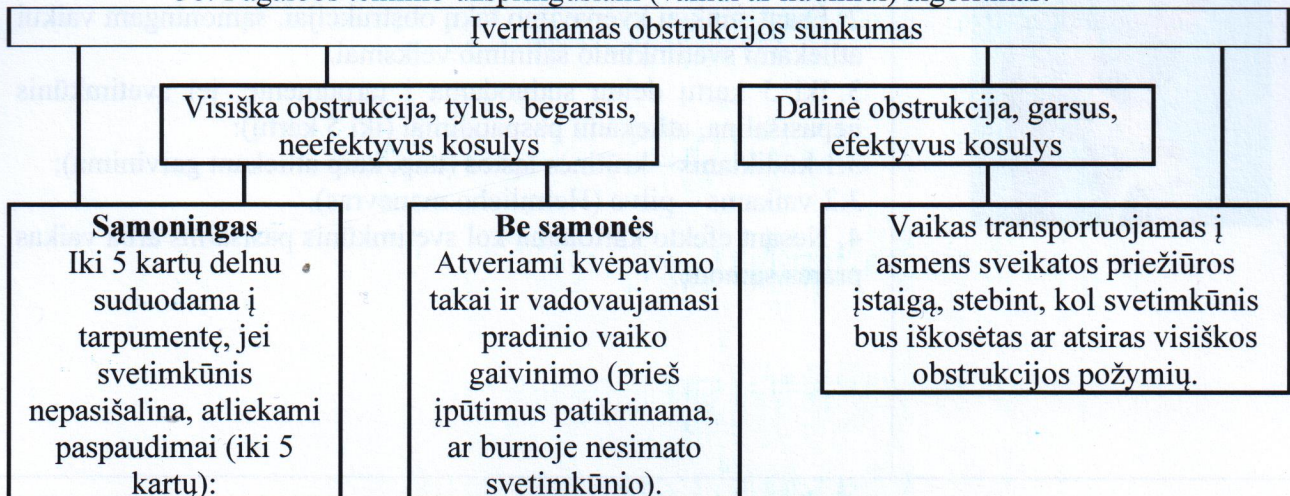 Įvertinamas obstrukcijos sunkumas
Visiška obstrukcija, tylus, begarsis,
neefektyvus kosulys
Dalinė obstrukcija, garsus,
efektyvus kosulys
Sąmoningas
Iki 5 kartų delnu
suduodama į
tarpumentę, jei
svetimkūnis
nepasišalina, atliekami
paspaudimai (iki 5
kartų):
Be sąmonės
Atveriami kvėpavimo
takai ir vadovaujamasi
pradinio vaiko
gaivinimo (prieš
įpūtimus patikrinama,
ar burnoje nesimato
svetimkūnio).
Vaikas transportuojamas į
asmens sveikatos priežiūros
įstaigą, stebint, kol svetimkūnis
bus iškosėtas ar atsiras visiškos
obstrukcijos požymių.